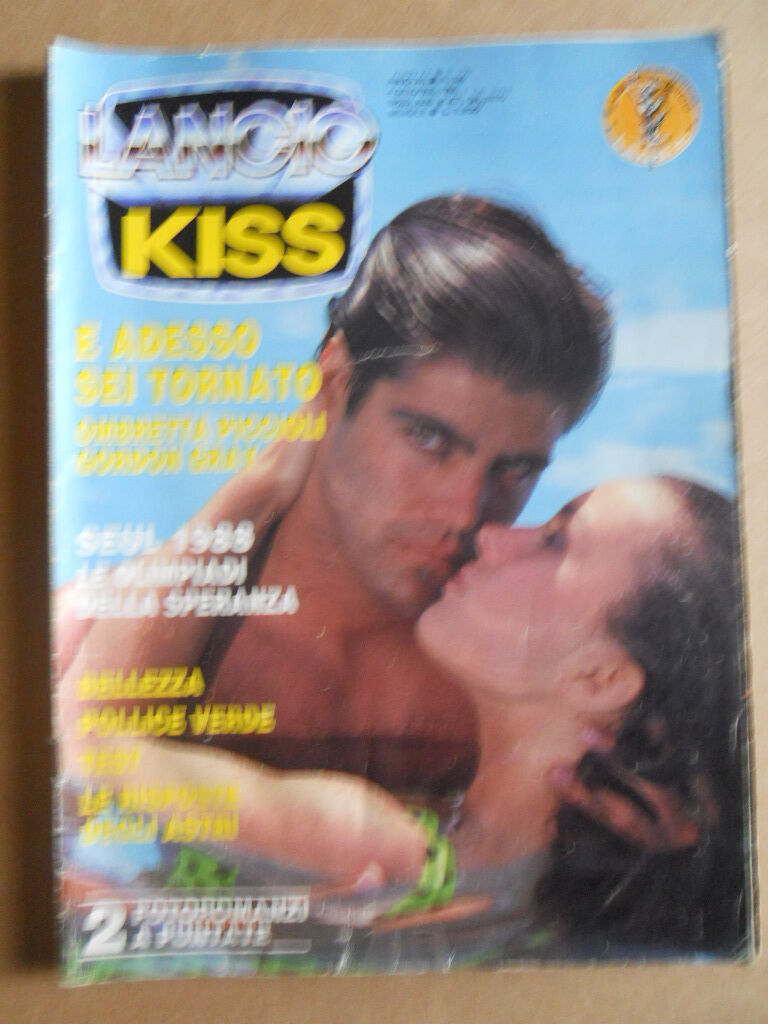 LANCIO
KISS
E ADESSO
SEI TORNATO
OMBRETTA PICCIOLI
GORDON GRAY
SEUL 1988
LE OLIMPIADI
DELLA SPERANZA
BELLEZZA
POLLICE VERDE
TEST
LE RISPOSTE
DEGLI ASTRI
2 FOTOROMANZI
A PUNTATE